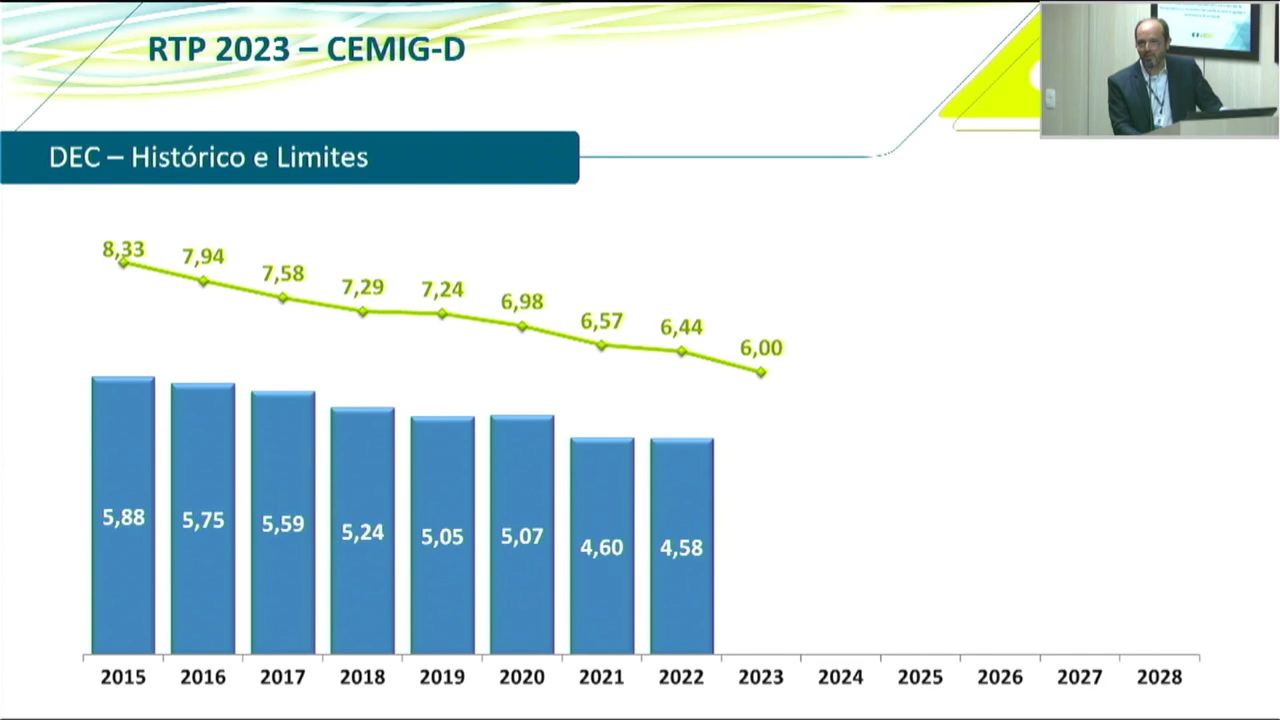 RTP 2023 – CEMIG-D
DEC – Histórico e Limites
8,33 7,94 7,58 7,29 7,24 6,98 6,57 6,44 6,00
5,88 5,75 5,59 5,24 5,05 5,07 4,60 4,58
2015 2016 2017 2018 2019 2020 2021 2022 2023 2024 2025 2026 2027 2028